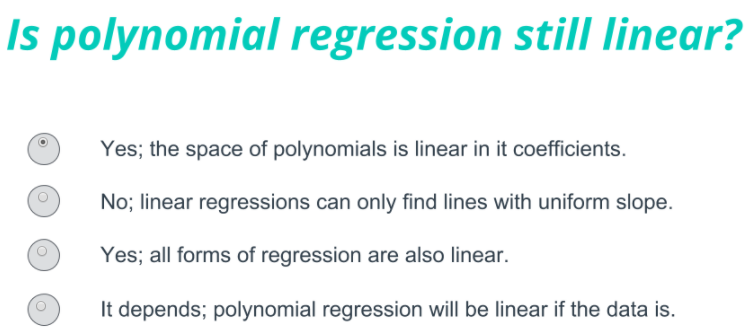 Is polynomial regression still linear?
Yes; the space of polynomials is linear in it coefficients.
No; linear regressions can only find lines with uniform slope.
Yes; all forms of regression are also linear.
It depends; polynomial regression will be linear if the data is.